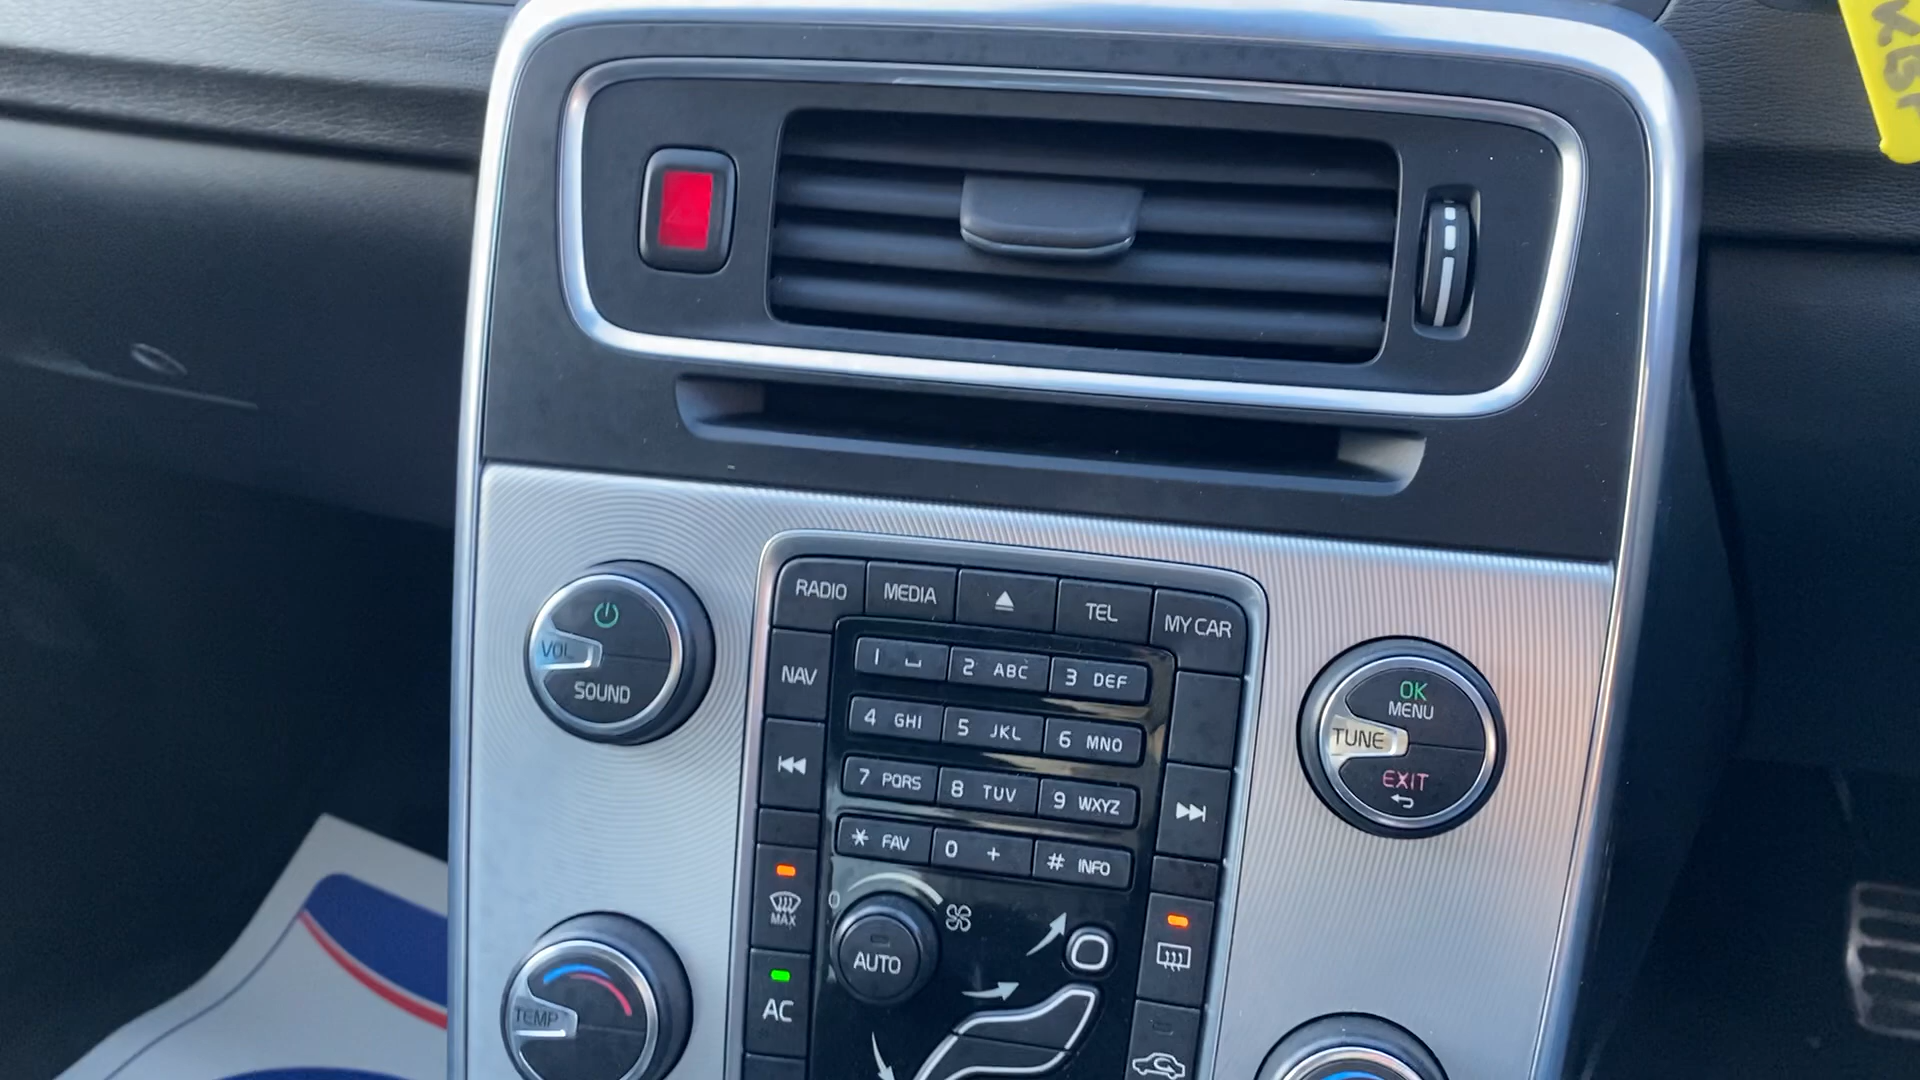 RADIO MEDIA TEL MY CAR
VOL
SOUND
NAV
1 2 ABC 3 DEF
4 GHI 5 JKL 6 MNO
7 PQRS 8 TUV 9 WXYZ
* FAV 0 + # INFO
OK
MENU
TUNE
EXIT
MAX
0
AUTO
AC
TEMP